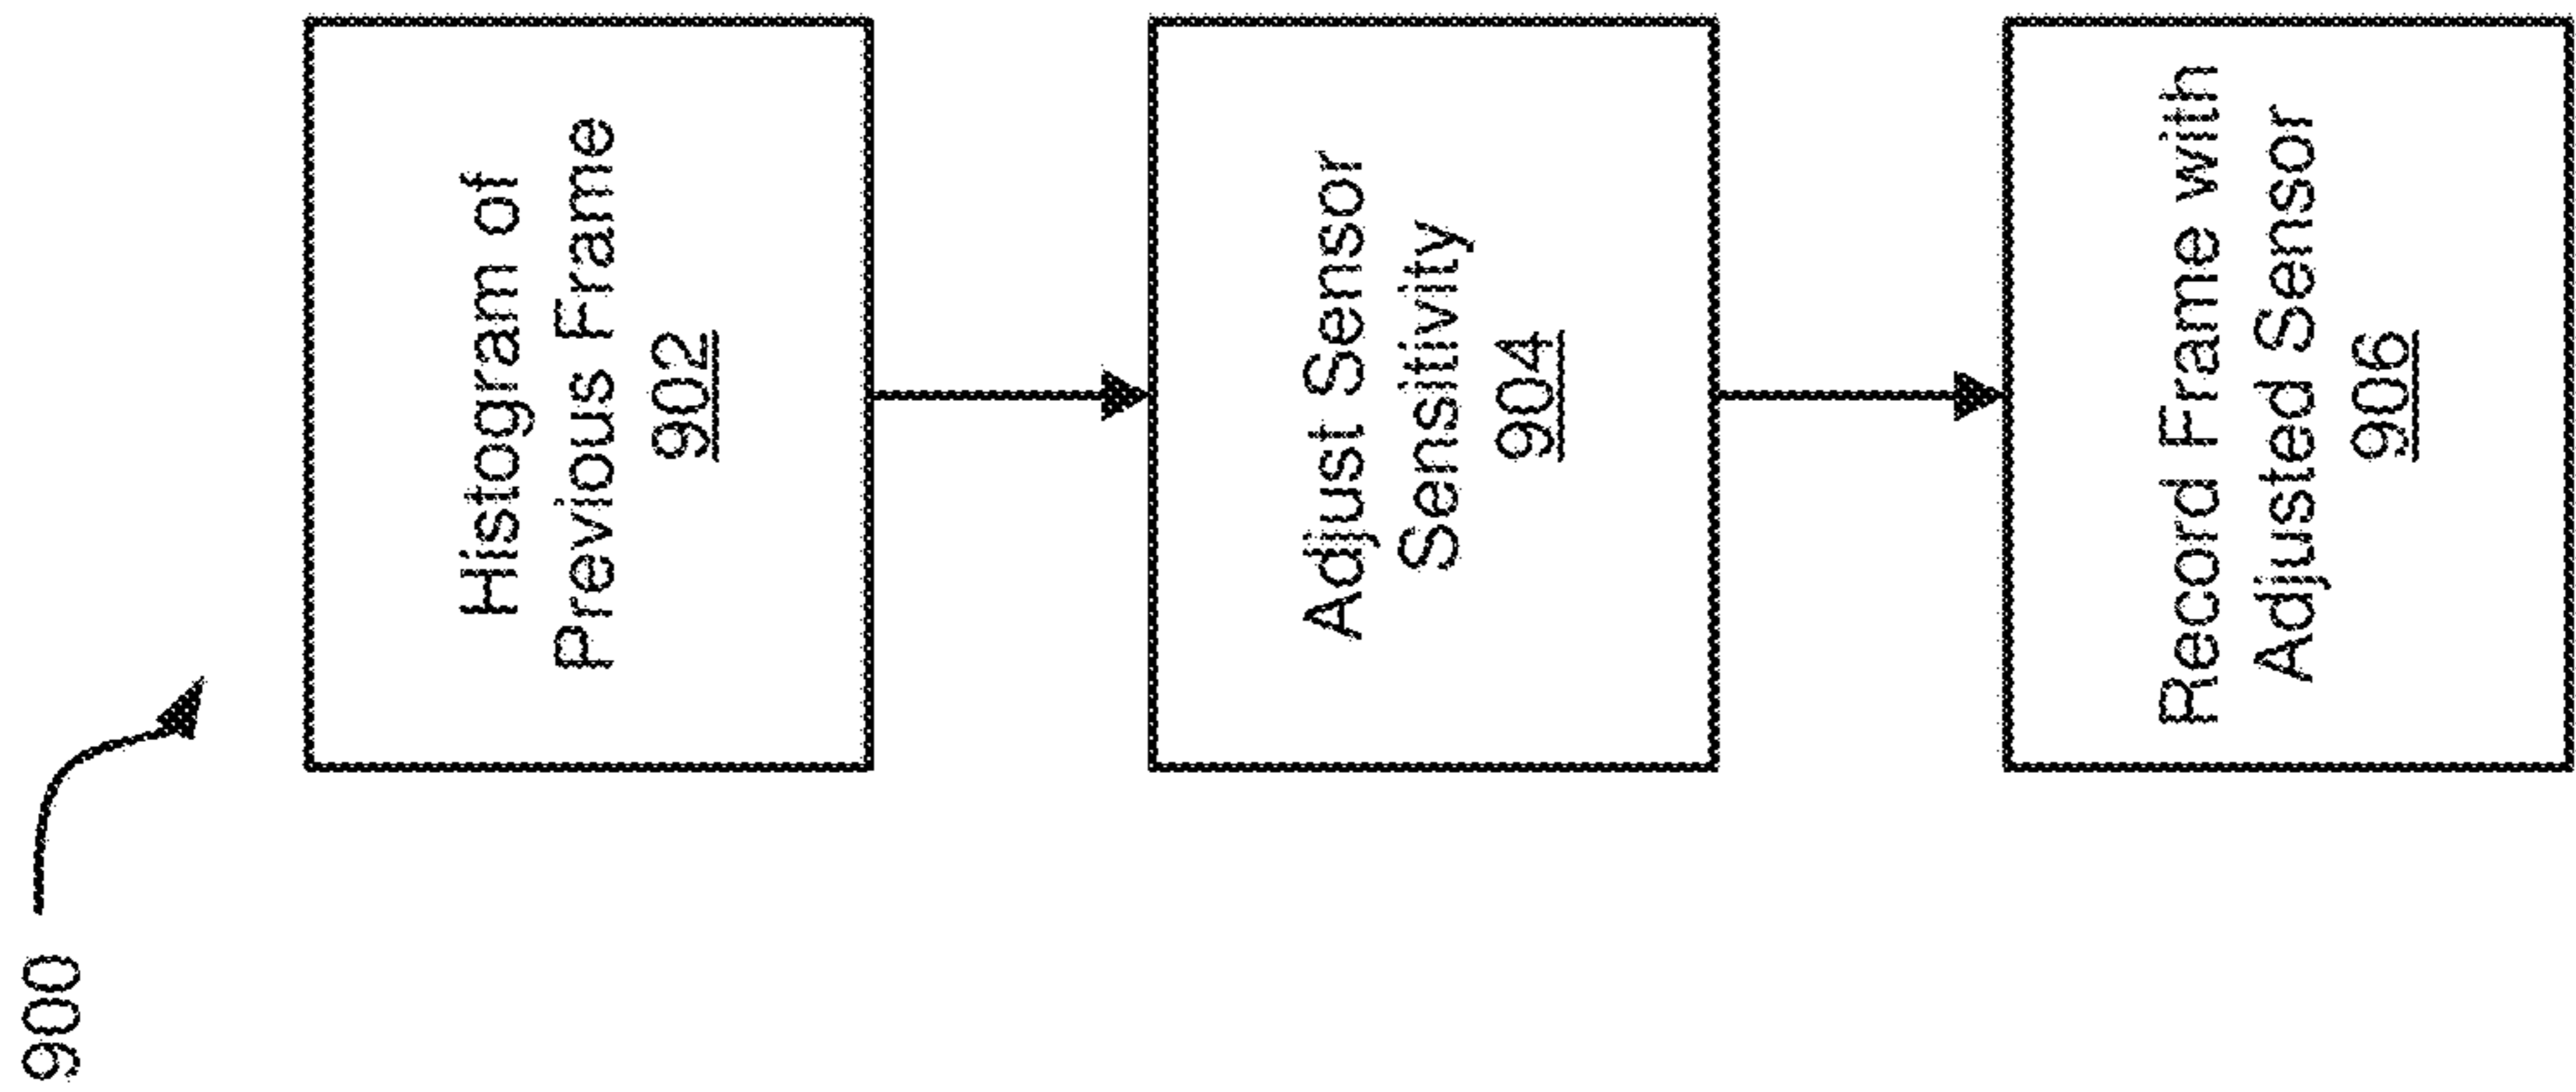 900
Histogram of
Previous Frame
902
Adjust Sensor
Sensitivity
904
Record Frame with
Adjusted Sensor
906